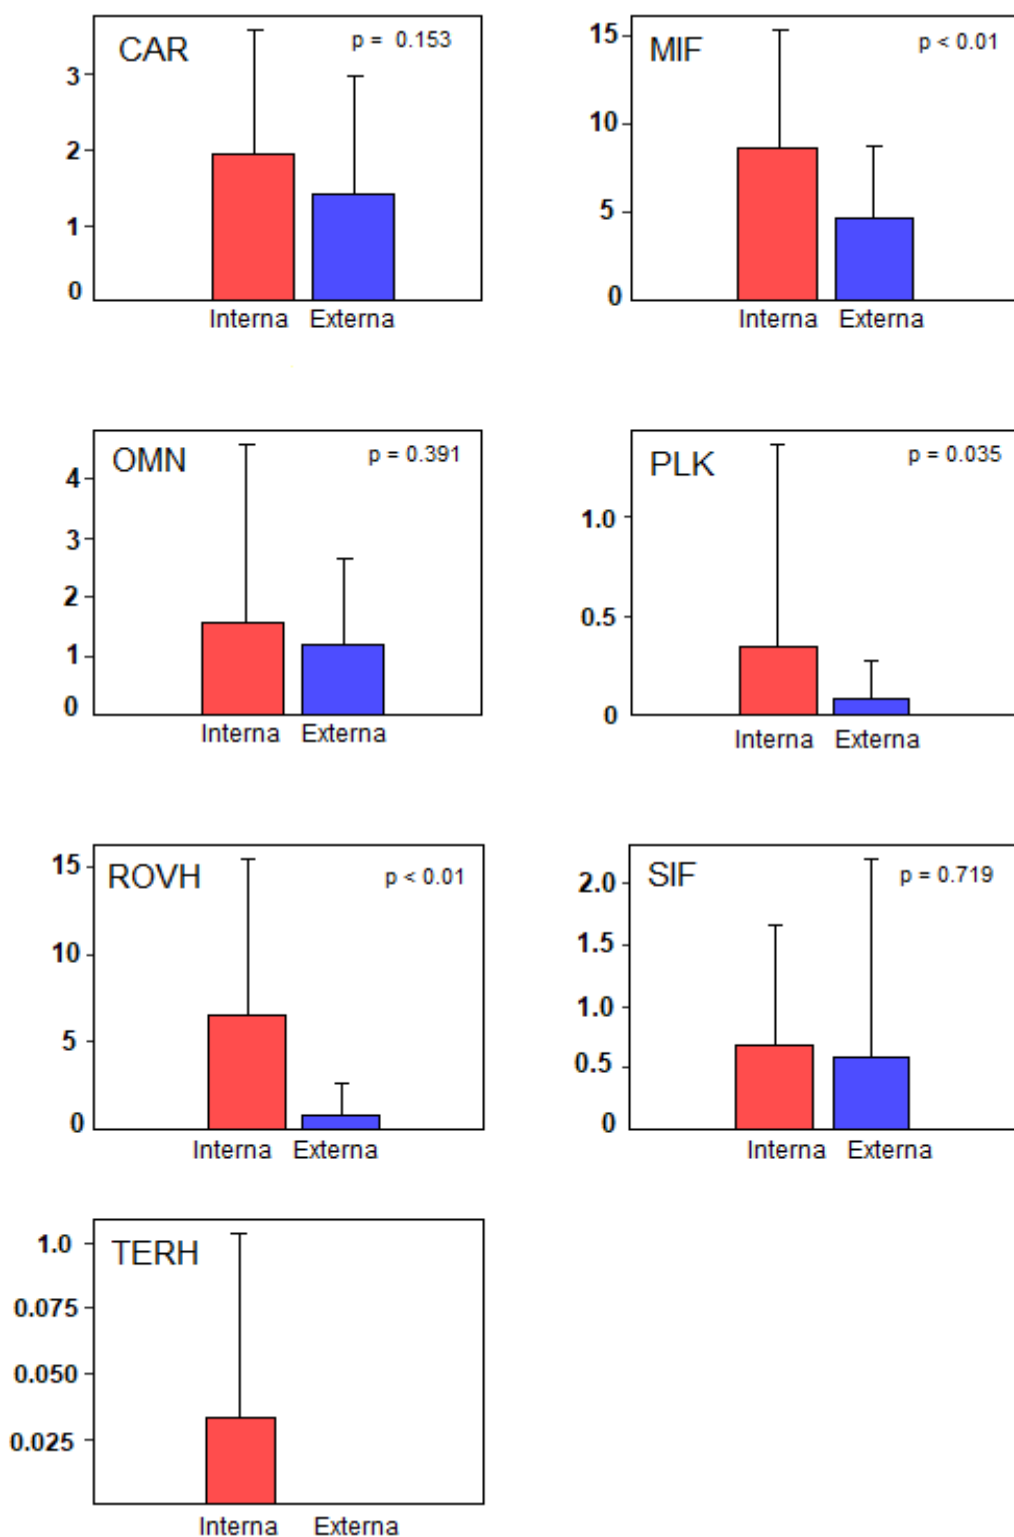 CAR
p = 0.153
3
2
1
0
Interna Externa
MIF
p < 0.01
15
10
5
0
Interna Externa
OMN
p = 0.391
4
3
2
1
0
Interna Externa
PLK
p = 0.035
1.0
0.5
0
Interna Externa
ROVH
p < 0.01
15
10
5
0
Interna Externa
SIF
p = 0.719
2.0
1.5
1.0
0.5
0
Interna Externa
TERH
1.0
0.075
0.050
0.025
Interna Externa